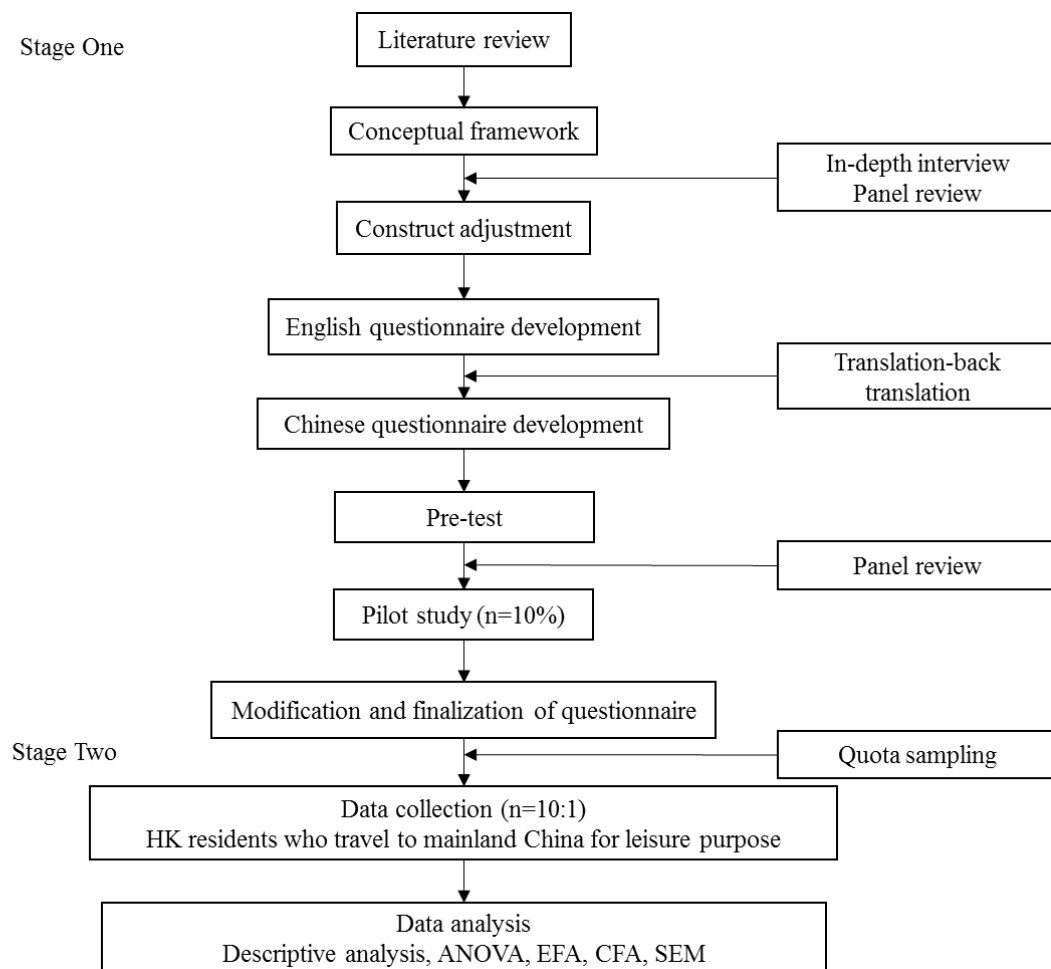 Stage One
Literature review
Conceptual framework
In-depth interview
Panel review
Construct adjustment
English questionnaire development
Translation-back
translation
Chinese questionnaire development
Pre-test
Panel review
Pilot study (n=10%)
Modification and finalization of questionnaire
Stage Two
Quota sampling
Data collection (n=10:1)
HK residents who travel to mainland China for leisure purpose
Data analysis
Descriptive analysis, ANOVA, EFA, CFA, SEM